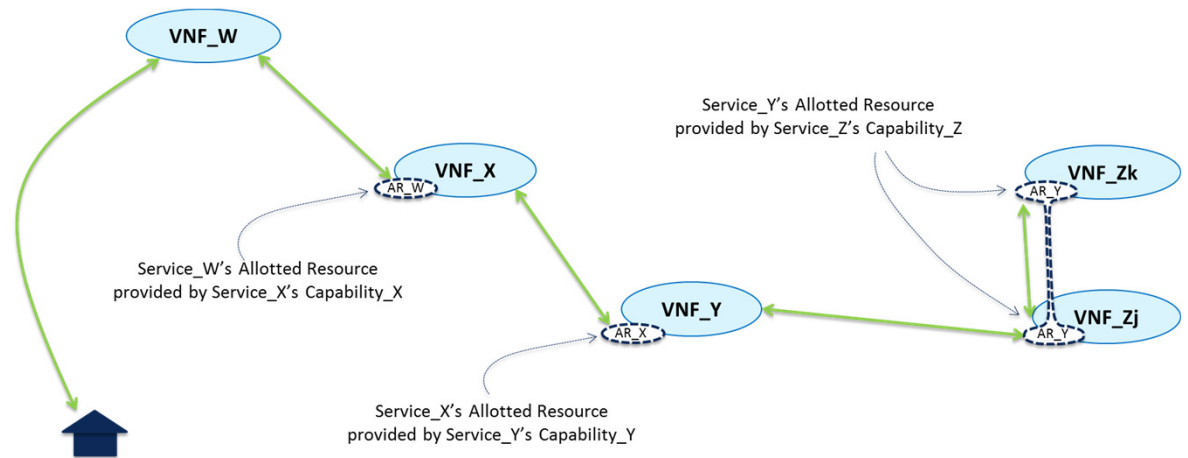 VNF_W
Service_Y's Allotted Resource
provided by Service_Z's Capability_Z
VNF_X
AR_W
VNF_Zk
AR_Y
Service_W's Allotted Resource
provided by Service_X's Capability_X
VNF_Y
AR_X
VNF_Zj
AR_Y
Service_X's Allotted Resource
provided by Service_Y's Capability_Y